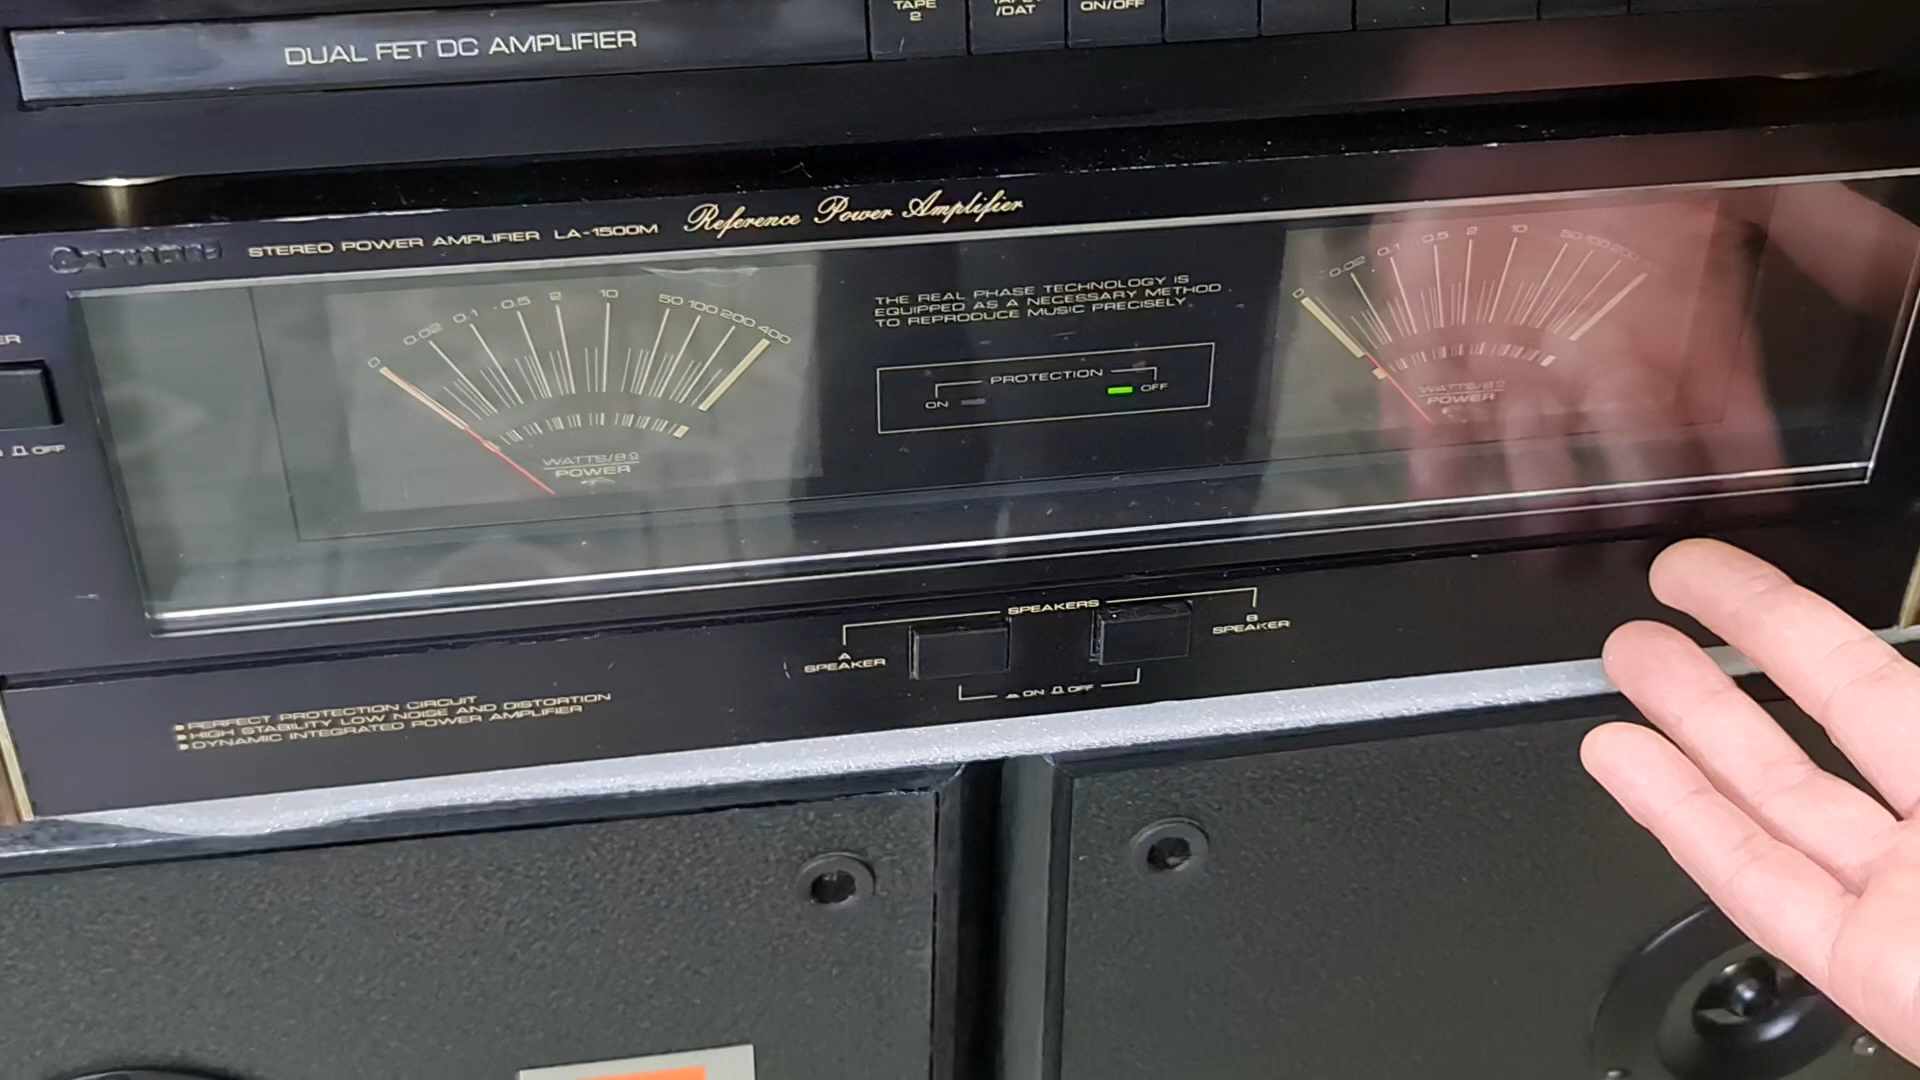 TAPE
2
/DAT
ON/OFF
DUAL FET DC AMPLIFIER
STEREO POWER AMPLIFIER LA-1500M Reference Power Amplifier
0 0.02 0.1 0.5 2 10 50 100 200 400
WATTS/8Ω
POWER
THE REAL PHASE TECHNOLOGY IS
EQUIPPED AS A NECESSARY METHOD
TO REPRODUCE MUSIC PRECISELY.
PROTECTION
ON
OFF
0 0.02 0.1 0.5 2 10 50 100 200
WATTS/8Ω
POWER
OFF
SPEAKERS
A
SPEAKER
B
SPEAKER
ON OFF
PERFECT PROTECTION CIRCUIT
HIGH STABILITY LOW NOISE AND DISTORTION
DYNAMIC INTEGRATED POWER AMPLIFIER